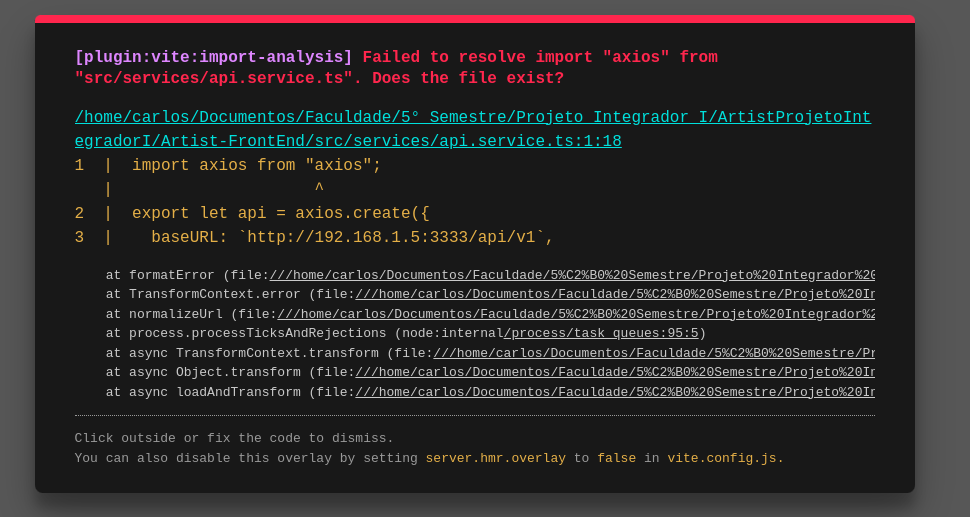 [plugin:vite:import-analysis] Failed to resolve import "axios" from
"src/services/api.service.ts". Does the file exist?
/home/carlos/Documentos/Faculdade/5° Semestre/Projeto Integrador I/ArtistProjetoInt
egradorI/Artist-FrontEnd/src/services/api.service.ts:1:18
1  |  import axios from "axios";
   |                     ^
2  |  export let api = axios.create({
3  |    baseURL: `http://192.168.1.5:3333/api/v1`,
    at formatError (file:///home/carlos/Documentos/Faculdade/5%C2%B0%20Semestre/Projeto%20Integrador%20
    at TransformContext.error (file:///home/carlos/Documentos/Faculdade/5%C2%B0%20Semestre/Projeto%20In
    at normalizeUrl (file:///home/carlos/Documentos/Faculdade/5%C2%B0%20Semestre/Projeto%20Integrador%2
    at process.processTicksAndRejections (node:internal/process/task_queues:95:5)
    at async TransformContext.transform (file:///home/carlos/Documentos/Faculdade/5%C2%B0%20Semestre/Pr
    at async Object.transform (file:///home/carlos/Documentos/Faculdade/5%C2%B0%20Semestre/Projeto%20In
    at async loadAndTransform (file:///home/carlos/Documentos/Faculdade/5%C2%B0%20Semestre/Projeto%20In
Click outside or fix the code to dismiss.
You can also disable this overlay by setting server.hmr.overlay to false in vite.config.js.